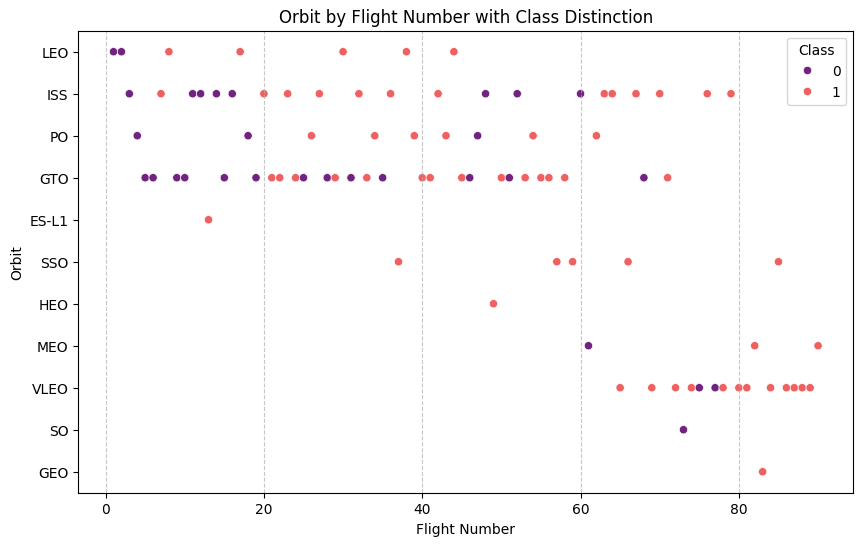 Orbit by Flight Number with Class Distinction
Class
0
1
LEO
ISS
PO
GTO
ES-L1
SSO
HEO
MEO
VLEO
SO
GEO
Orbit
0 20 40 60 80
Flight Number